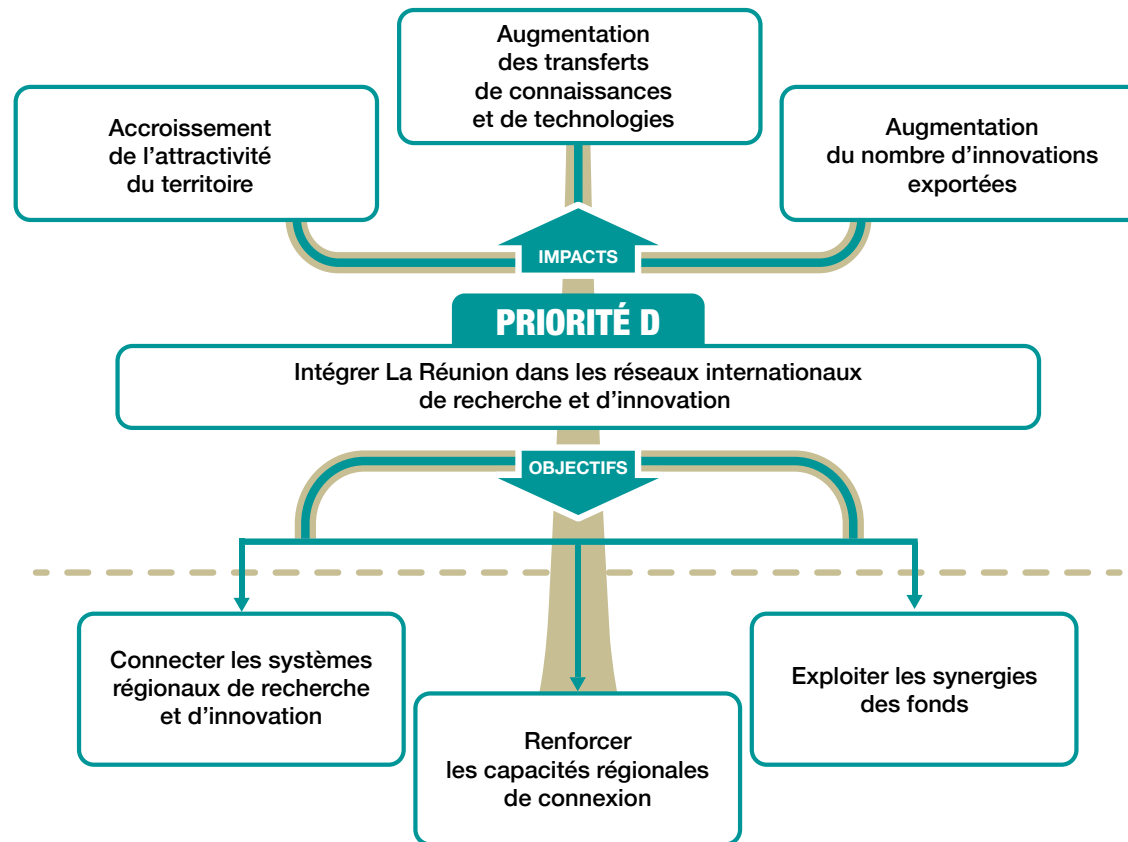 Augmentation
des transferts
de connaissances
et de technologies
Accroissement
de l'attractivité
du territoire
Augmentation
du nombre d'innovations
exportées
IMPACTS
PRIORITÉ D
Intégrer La Réunion dans les réseaux internationaux
de recherche et d'innovation
OBJECTIFS
Connecter les systèmes
régionaux de recherche
et d'innovation
Renforcer
les capacités régionales
de connexion
Exploiter les synergies
des fonds